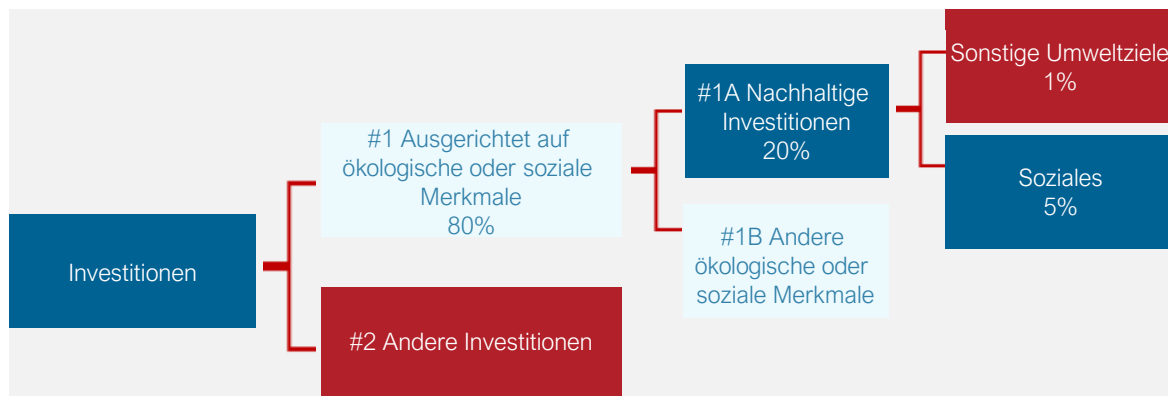 Investitionen
#1 Ausgerichtet auf
ökologische oder soziale
Merkmale
80%
#2 Andere Investitionen
#1A Nachhaltige
Investitionen
20%
#1B Andere
ökologische oder
soziale Merkmale
Sonstige Umweltziele
1%
Soziales
5%